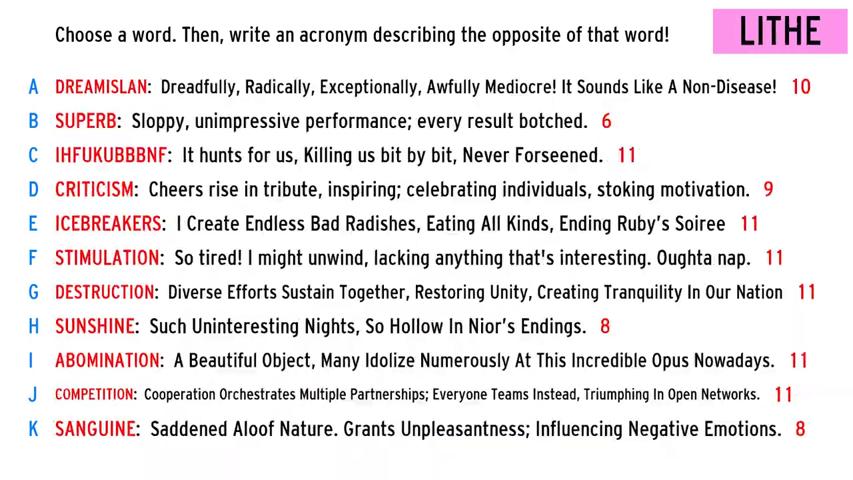 Choose a word. Then, write an acronym describing the opposite of that word!
LITHE
A DREAMISLAN: Dreadfully, Radically, Exceptionally, Awfully Mediocre! It Sounds Like A Non-Disease! 10
B SUPERB: Sloppy, unimpressive performance; every result botched. 6
C IHFUKUBBBNF: It hunts for us, Killing us bit by bit, Never Forseened. 11
D CRITICISM: Cheers rise in tribute, inspiring; celebrating individuals, stoking motivation. 9
E ICEBREAKERS: I Create Endless Bad Radishes, Eating All Kinds, Ending Ruby's Soiree 11
F STIMULATION: So tired! I might unwind, lacking anything that's interesting. Oughta nap. 11
G DESTRUCTION: Diverse Efforts Sustain Together, Restoring Unity, Creating Tranquility In Our Nation 11
H SUNSHINE: Such Uninteresting Nights, So Hollow In Nior's Endings. 8
I ABOMINATION: A Beautiful Object, Many Idolize Numerously At This Incredible Opus Nowadays. 11
J COMPETITION: Cooperation Orchestrates Multiple Partnerships; Everyone Teams Instead, Triumphing In Open Networks. 11
K SANGUINE: Saddened Aloof Nature. Grants Unpleasantness; Influencing Negative Emotions. 8